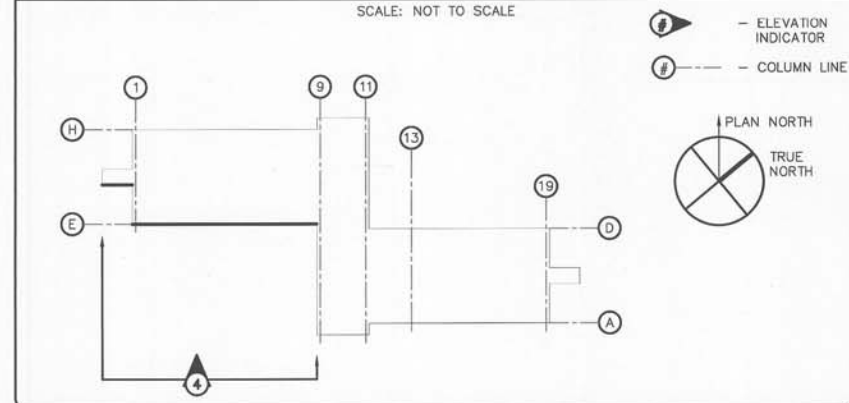 SCALE: NOT TO SCALE
# - ELEVATION
INDICATOR
# - COLUMN LINE
PLAN NORTH
TRUE
NORTH
1
9
11
13
19
H
E
D
A
4